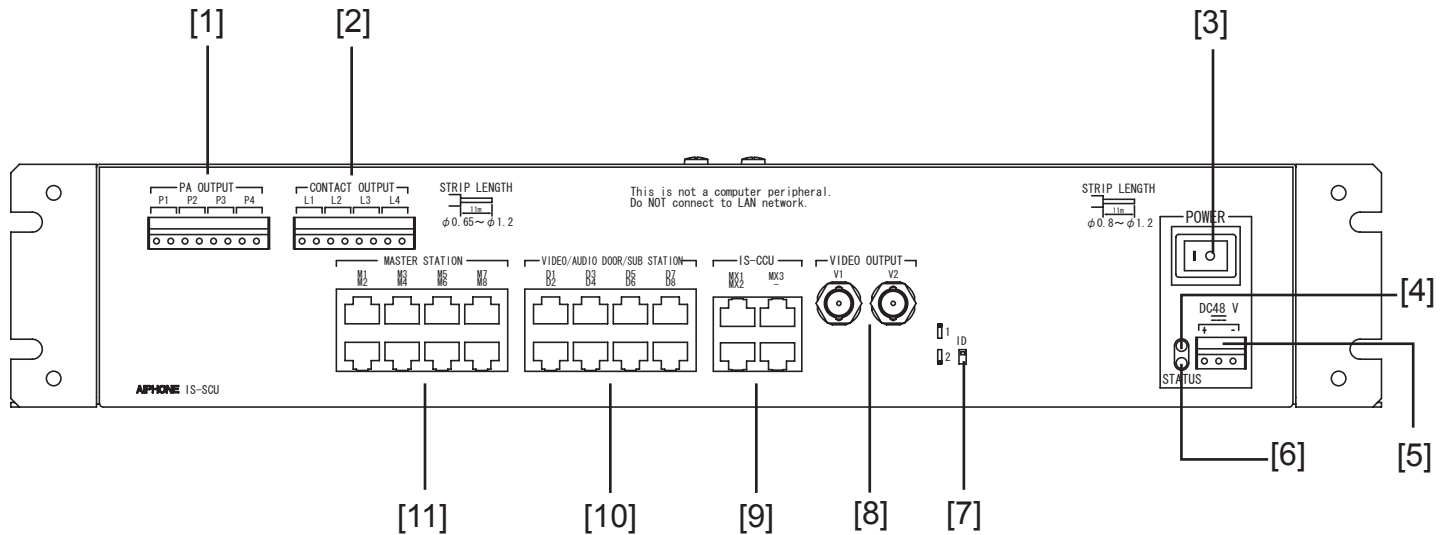 [1]
[2]
[3]
PA OUTPUT
P1 P2 P3 P4
CONTACT OUTPUT
L1 L2 L3 L4
STRIP LENGTH
11m
φ0.65～φ1.2
This is not a computer peripheral.
Do NOT connect to LAN network.
STRIP LENGTH
11m
φ0.8～φ1.2
POWER
I
MASTER STATION
M1 M3 M5 M7
M2 M4 M6 M8
VIDEO/AUDIO DOOR/SUB STATION
D1 D3 D5 D7
D2 D4 D6 D8
IS-CCU
MX1 MX3
MX2 -
VIDEO OUTPUT
V1 V2
1
2
ID
DC48 V
+ -
STATUS
AIPHONE IS-SCU
[4]
[5]
[6]
[7]
[8]
[9]
[10]
[11]